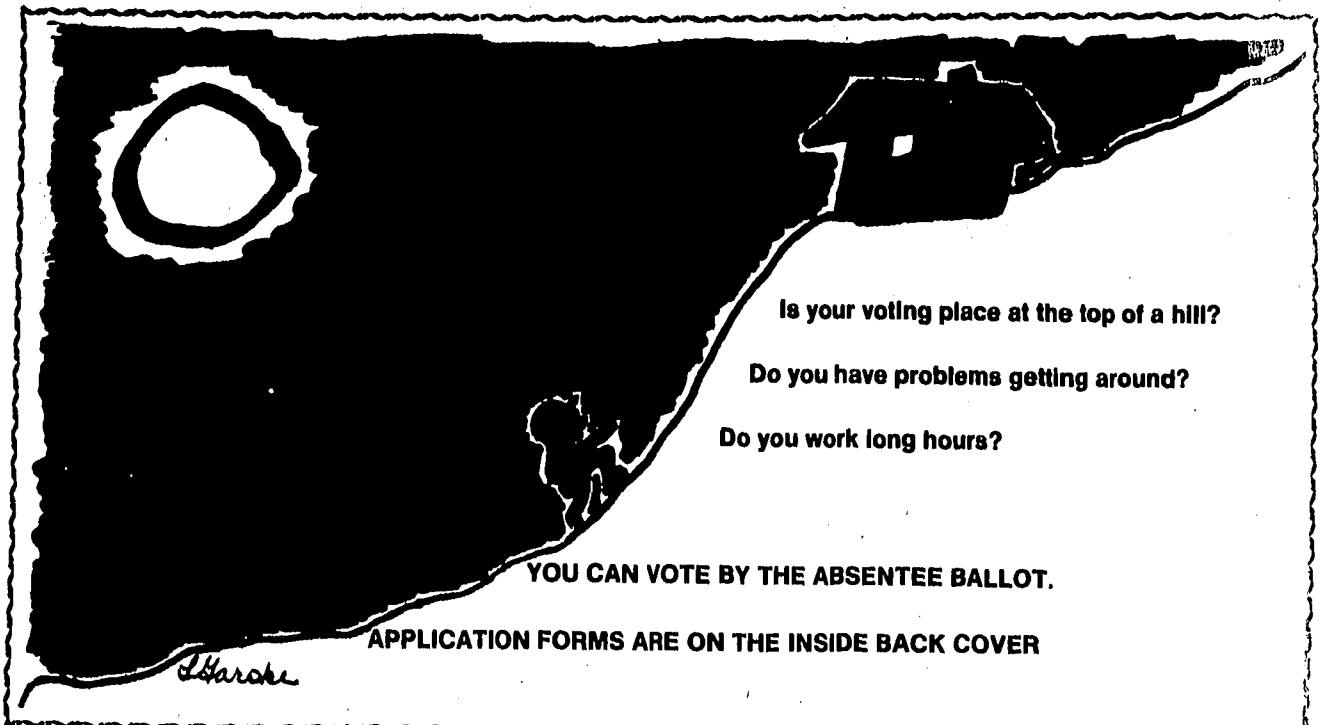 Is your voting place at the top of a hill?
Do you have problems getting around?
Do you work long hours?
YOU CAN VOTE BY THE ABSENTEE BALLOT.
APPLICATION FORMS ARE ON THE INSIDE BACK COVER